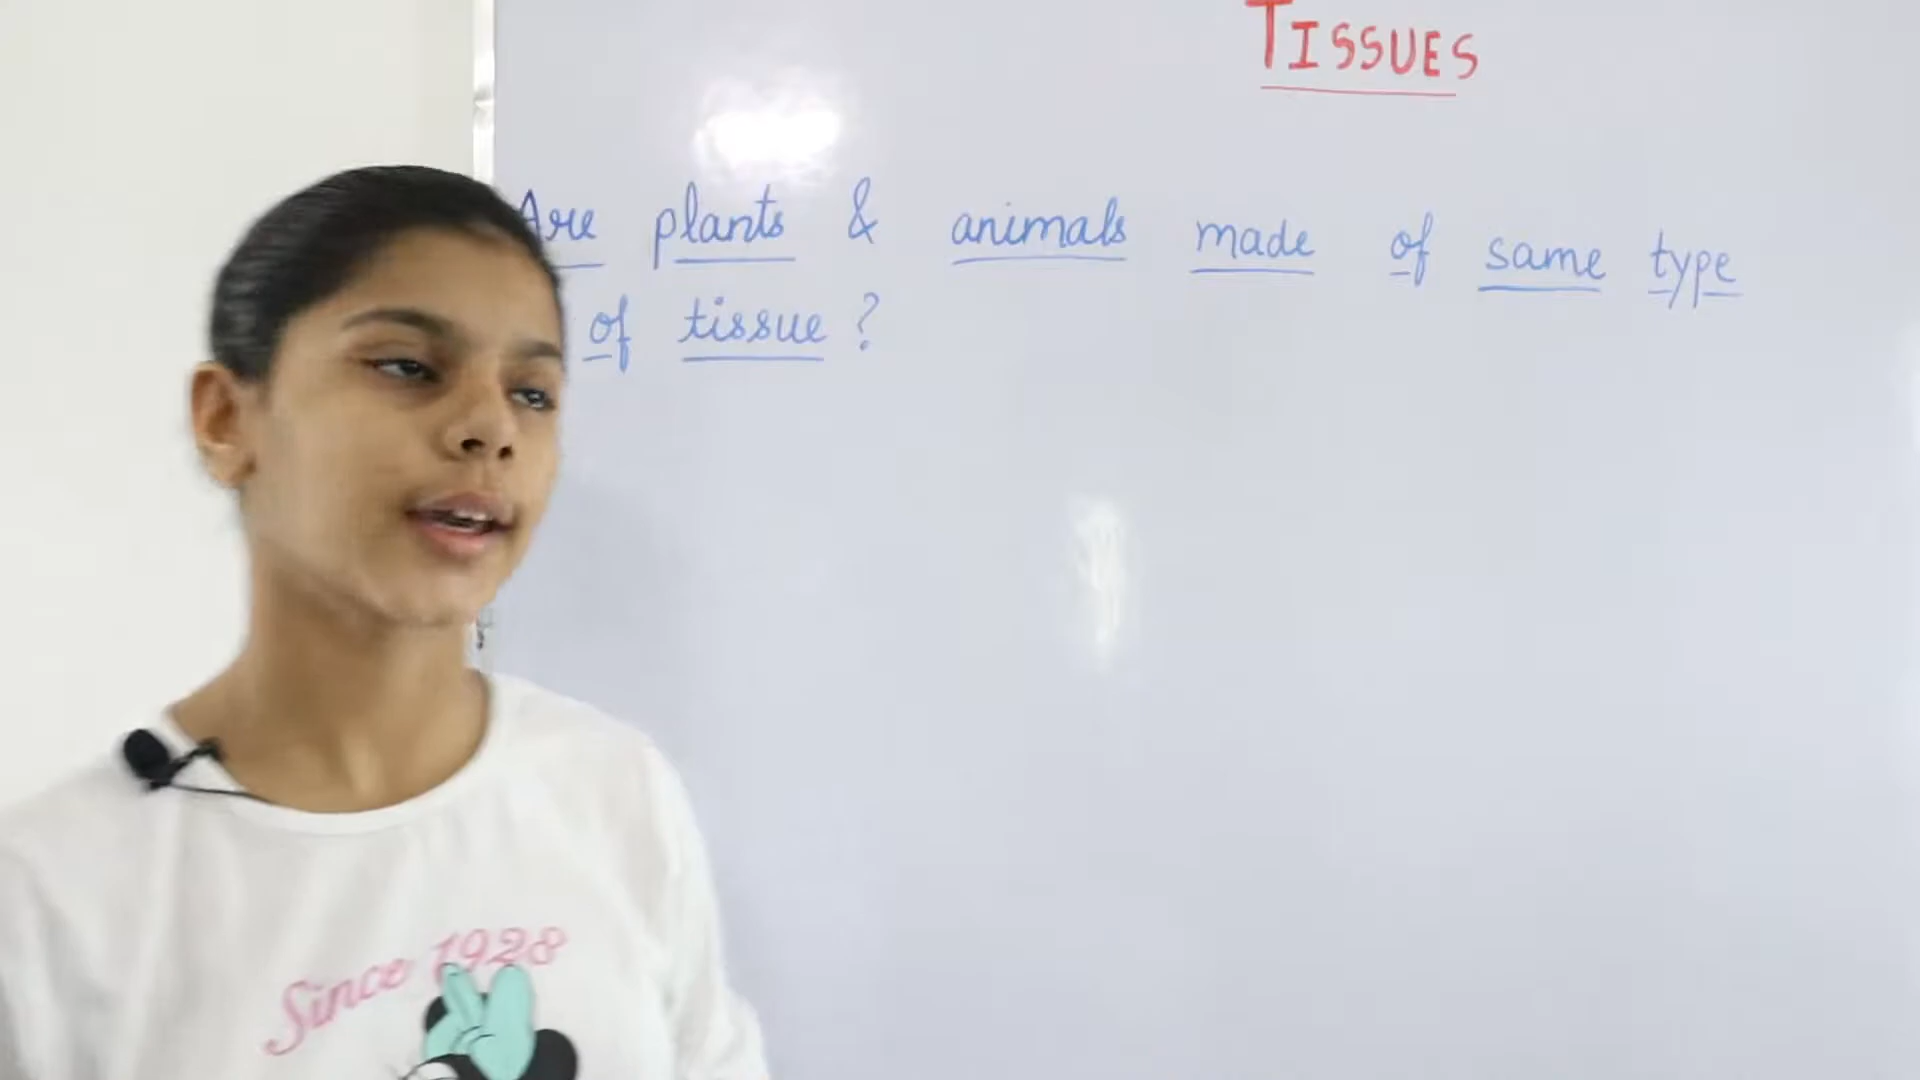 TISSUES
Are plants & animals made of same type
of tissue ?
Since 1928